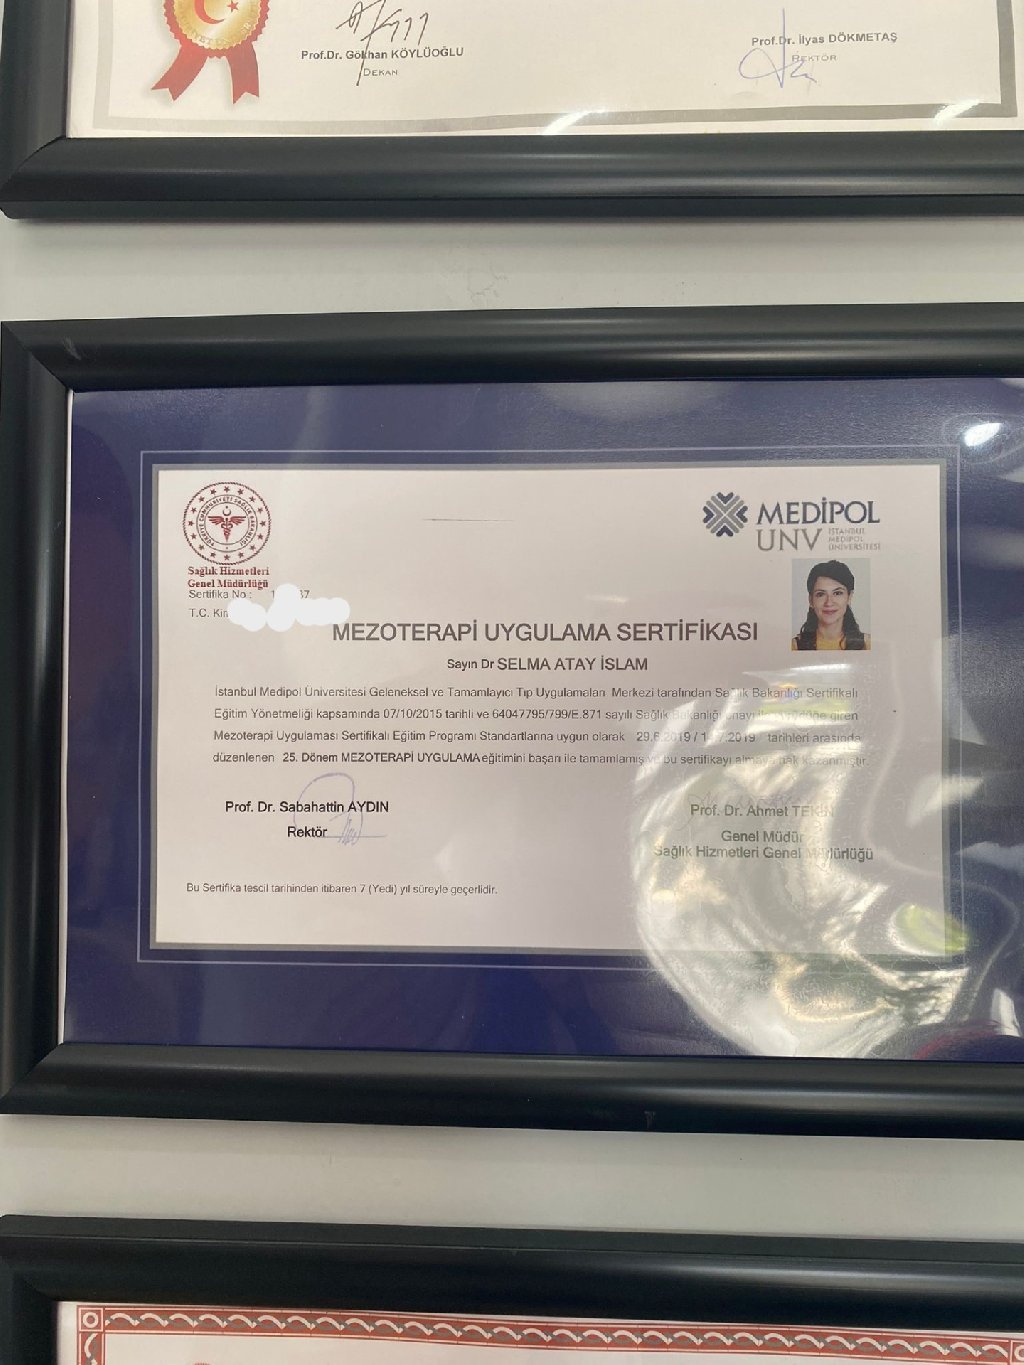 Prof.Dr. Gökhan KÖYLÜOĞLU
DEKAN
Prof.Dr. İlyas DÖKMETAŞ
REKTÖR
Sağlık Hizmetleri
Genel Müdürlüğü
Sertifika No.:
T.C.
MEDİPOL
UNV
İSTANBUL
MEDİPOL
ÜNİVERSİTESİ
MEZOTERAPİ UYGULAMA SERTİFİKASI
Sayın Dr SELMA ATAY İSLAM
İstanbul Medipol Üniversitesi Geleneksel ve Tamamlayıcı Tıp Uygulamaları Merkezi tarafından Sağlık Bakanlığı Sertifikalı
Eğitim Yönetmeliği kapsamında 07/10/2015 tarihli ve 64047795/799/E.871 sayılı Sağlık Bakanlığı giren
Mezoterapi Uygulaması Sertifikalı Eğitim Programı Standartlarına uygun olarak tarihleri arasında
düzenlenen 25. Dönem MEZOTERAPİ UYGULAMA eğitimini başarı ile tamamlamış ve bu sertifikayı almaya hak kazanmıştır.
Prof. Dr. Sabahattin AYDIN
Rektör
Prof. Dr. Ahmet TEKİN
Genel Müdür
Sağlık Hizmetleri Genel Müdürlüğü
Bu Sertifika tescil tarihinden itibaren 7 (Yedi) yıl süreyle geçerlidir.